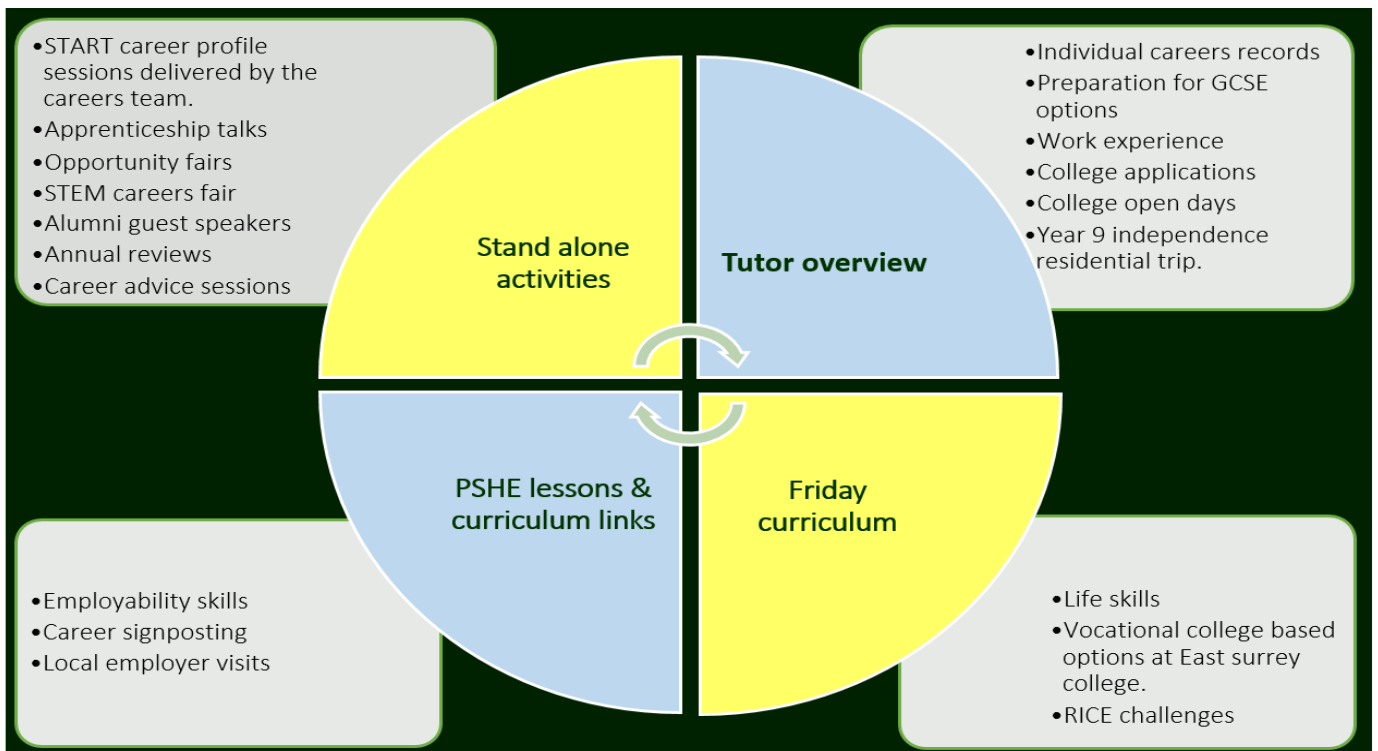 •START career profile
sessions delivered by the
careers team.
•Apprenticeship talks
•Opportunity fairs
•STEM careers fair
•Alumni guest speakers
•Annual reviews
•Career advice sessions
Stand alone
activities
Tutor overview
•Individual careers records
•Preparation for GCSE
options
•Work experience
•College applications
•College open days
•Year 9 independence
residential trip.
PSHE lessons &
curriculum links
•Employability skills
•Career signposting
•Local employer visits
Friday
curriculum
•Life skills
•Vocational college based
options at East surrey
college.
•RICE challenges